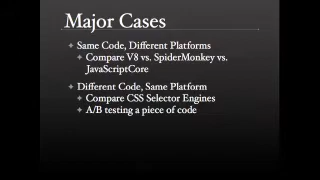 Major Cases
Same Code, Different Platforms
Compare V8 vs. SpiderMonkey vs.
JavaScriptCore
Different Code, Same Platform
Compare CSS Selector Engines
A/B testing a piece of code